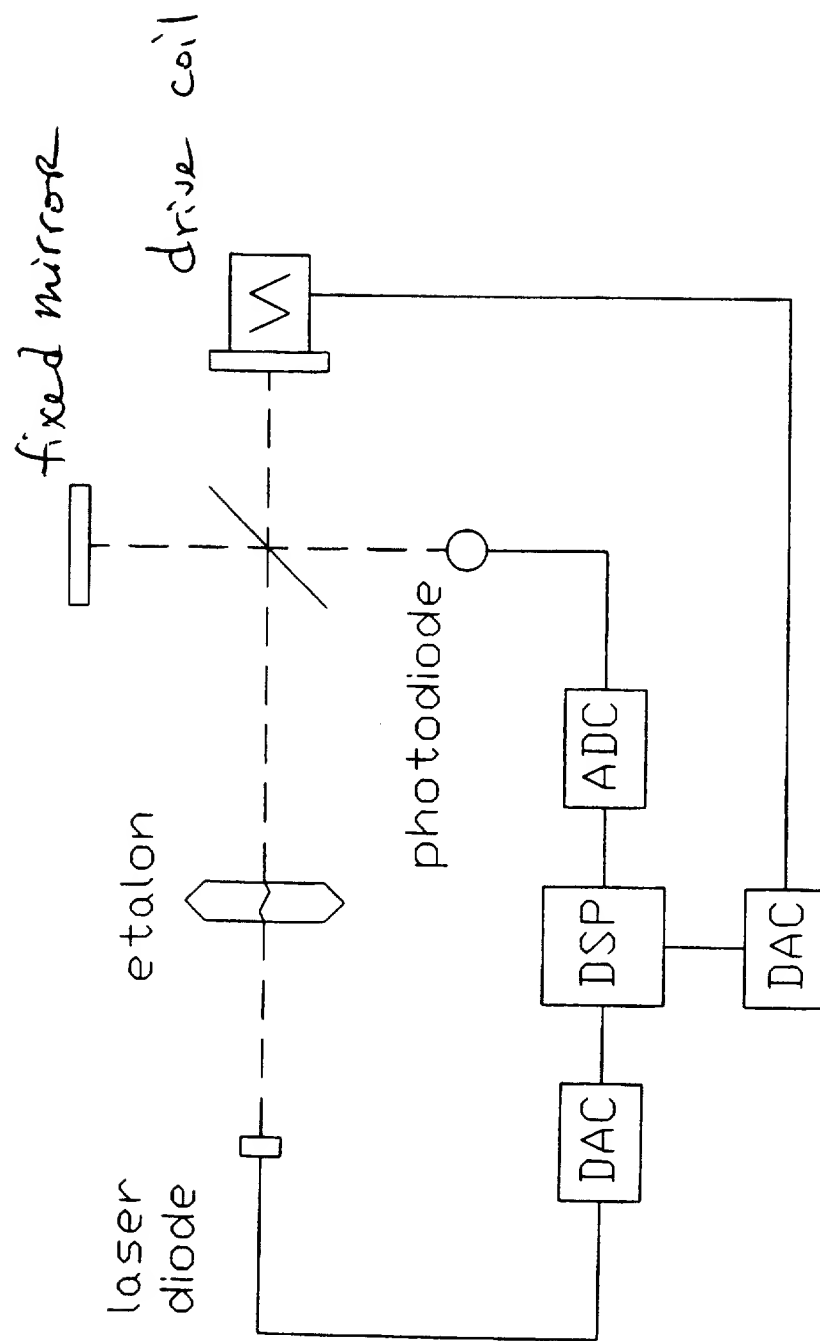 fixed mirror
drive coil
etalon
laser
diode
photodiode
ADC
DSP
DAC
DAC